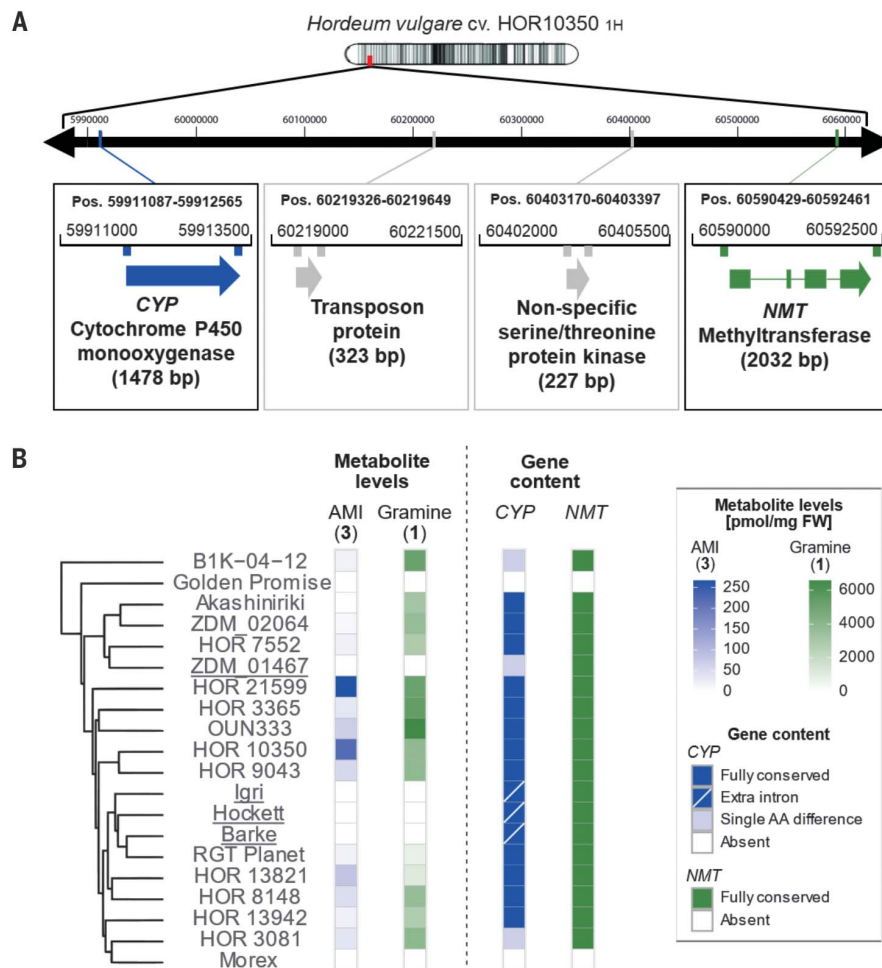 A
Hordeum vulgare cv. HOR10350 1H
5990000 60000000 60100000 60200000 60300000 60400000 60500000 6060000
Pos. 59911087-59912565
59911000 59913500
CYP
Cytochrome P450
monooxygenase
(1478 bp)
Pos. 60219326-60219649
60219000 60221500
Transposon
protein
(323 bp)
Pos. 60403170-60403397
60402000 60405500
Non-specific
serine/threonine
protein kinase
(227 bp)
Pos. 60590429-60592461
60590000 60592500
NMT
Methyltransferase
(2032 bp)
B
Metabolite
levels
Gene
content
AMI
(3)
Gramine
(1)
CYP
NMT
B1K-04-12
Golden Promise
Akashiniriki
ZDM_02064
HOR 7552
ZDM_01467
HOR 21599
HOR 3365
OUN333
HOR 10350
HOR 9043
Igri
Hockett
Barke
RGT Planet
HOR 13821
HOR 8148
HOR 13942
HOR 3081
Morex
Metabolite levels
[pmol/mg FW]
AMI
(3)
250
200
150
100
50
0
Gramine
(1)
6000
4000
2000
0
Gene content
CYP
Fully conserved
Extra intron
Single AA difference
Absent
NMT
Fully conserved
Absent